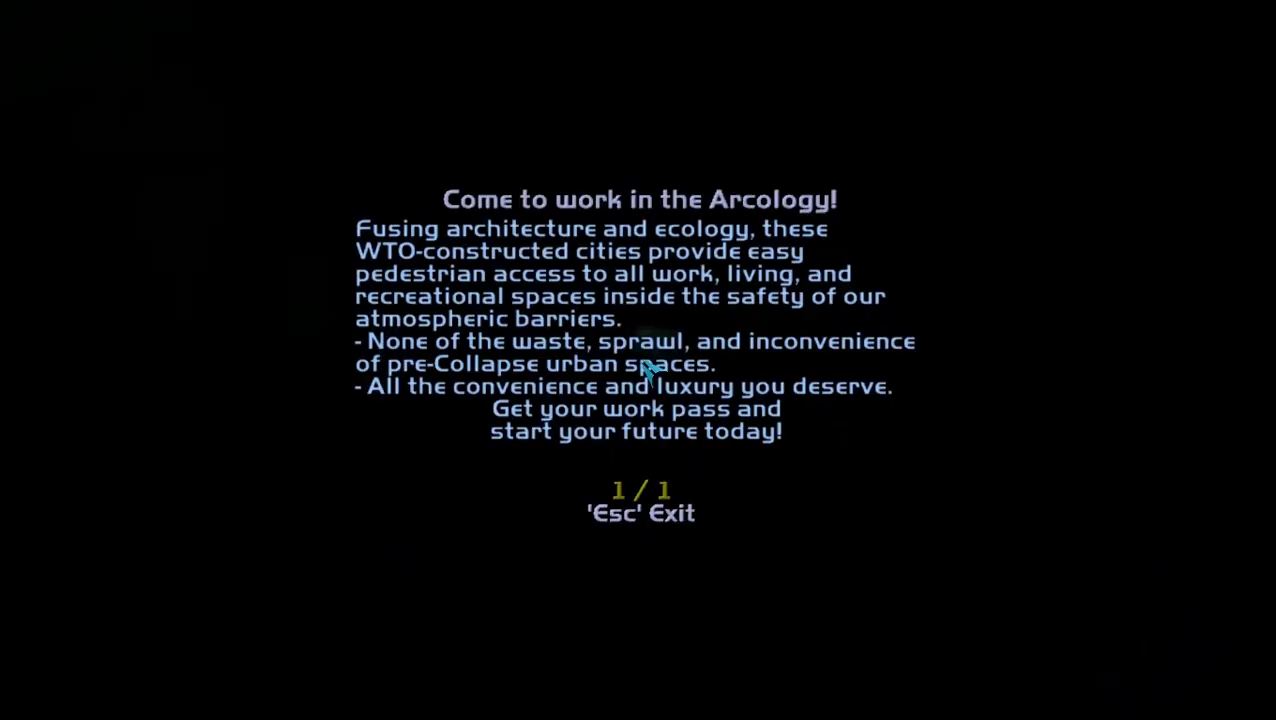 Come to work in the Arcology!
Fusing architecture and ecology, these
WTO-constructed cities provide easy
pedestrian access to all work, living, and
recreational spaces inside the safety of our
atmospheric barriers.
- None of the waste, sprawl, and inconvenience
of pre-Collapse urban spaces.
- All the convenience and luxury you deserve.
Get your work pass and
start your future today!
1 / 1
'Esc' Exit